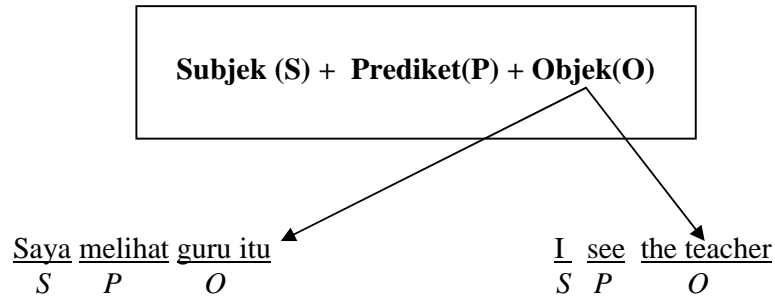 Subjek (S) + Prediket(P) + Objek(O)
Saya melihat guru itu I see the teacher
S P O S P O